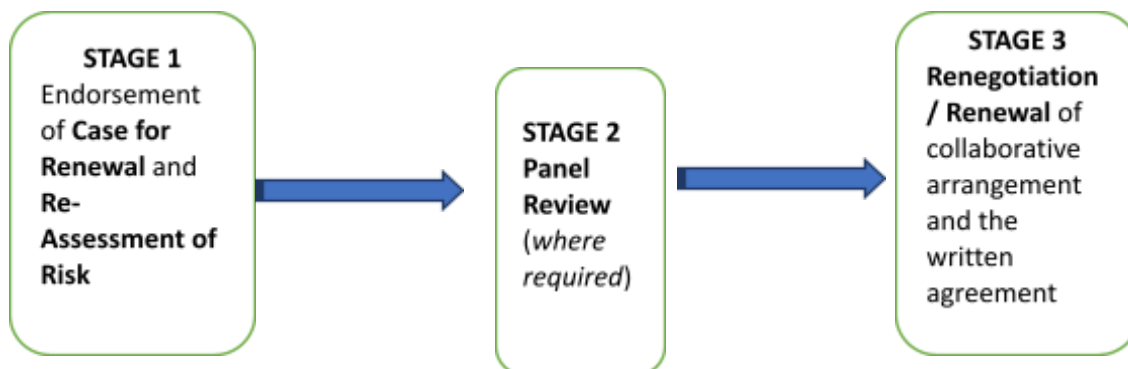 STAGE 1
Endorsement
of Case for
Renewal and
Re-
Assessment of
Risk
STAGE 2
Panel
Review
(where
required)
STAGE 3
Renegotiation
/ Renewal of
collaborative
arrangement
and the
written
agreement